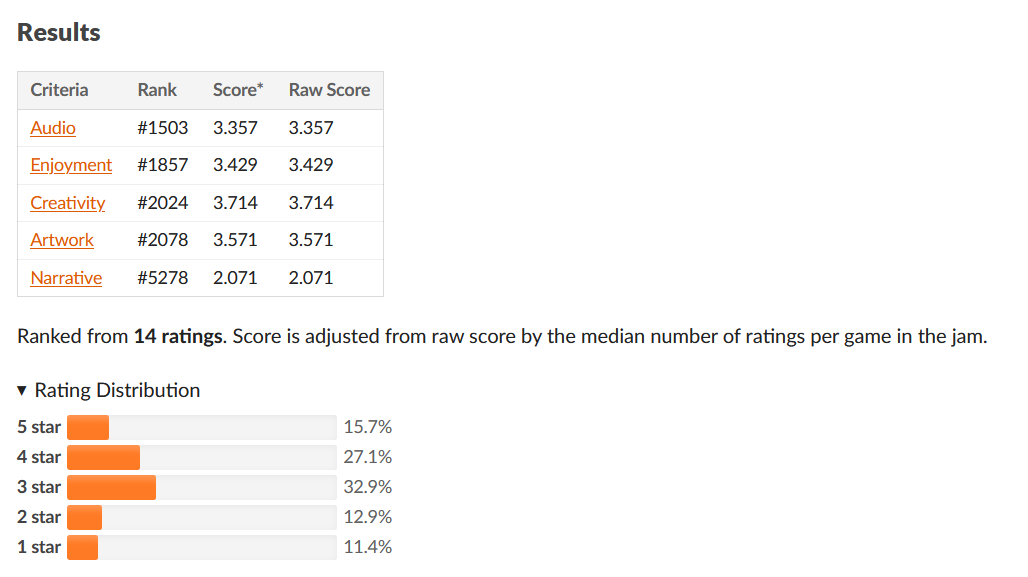 Results
Criteria Rank Score* Raw Score
Audio #1503 3.357 3.357
Enjoyment #1857 3.429 3.429
Creativity #2024 3.714 3.714
Artwork #2078 3.571 3.571
Narrative #5278 2.071 2.071
Ranked from 14 ratings. Score is adjusted from raw score by the median number of ratings per game in the jam.
▾ Rating Distribution
5 star 15.7%
4 star 27.1%
3 star 32.9%
2 star 12.9%
1 star 11.4%